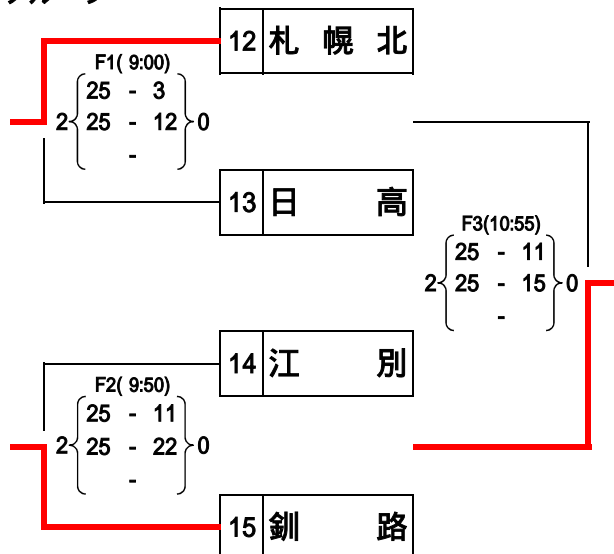 12 札 幌 北
F1( 9:00)
25 - 3
2 25 - 12 0
-
13 日 高
F3(10:55)
25 - 11
2 25 - 15 0
-
14 江 別
F2( 9:50)
25 - 11
2 25 - 22 0
-
15 釧 路